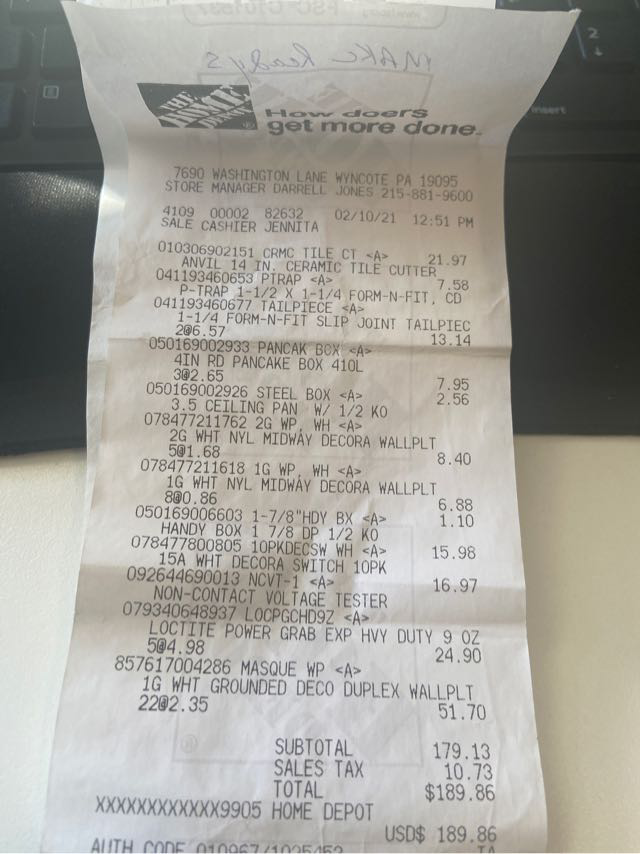 MAKE Ready's
THE HOME DEPOT ®
How doers
get more done.
7690 WASHINGTON LANE WYNCOTE PA 19095
STORE MANAGER DARRELL JONES 215-881-9600
4109 00002 82632 02/10/21 12:51 PM
SALE CASHIER JENNITA
010306902151 CRMC TILE CT <A> 21.97
ANVIL 14 IN. CERAMIC TILE CUTTER
041193460653 PTRAP <A> 7.58
P-TRAP 1-1/2 X 1-1/4 FORM-N-FIT, CD
041193460677 TAILPIECE <A>
1-1/4 FORM-N-FIT SLIP JOINT TAILPIEC
2@6.57 13.14
050169002933 PANCAK BOX <A>
4IN RD PANCAKE BOX 410L
3@2.65 7.95
050169002926 STEEL BOX <A> 2.56
3.5 CEILING PAN W/ 1/2 KO
078477211762 2G WP, WH <A>
2G WHT NYL MIDWAY DECORA WALLPLT
5@1.68 8.40
078477211618 1G WP, WH <A>
1G WHT NYL MIDWAY DECORA WALLPLT
8@0.86 6.88
050169006603 1-7/8"HDY BX <A> 1.10
HANDY BOX 1 7/8 DP 1/2 KO
078477800805 10PKDECSW WH <A> 15.98
15A WHT DECORA SWITCH 10PK
092644690013 NCVT-1 <A> 16.97
NON-CONTACT VOLTAGE TESTER
079340648937 LOCPGCHD9Z <A>
LOCTITE POWER GRAB EXP HVY DUTY 9 OZ
5@4.98 24.90
857617004286 MASQUE WP <A>
1G WHT GROUNDED DECO DUPLEX WALLPLT
22@2.35 51.70
SUBTOTAL 179.13
SALES TAX 10.73
TOTAL $189.86
XXXXXXXXXXXX9905 HOME DEPOT
USD$ 189.86
AUTH CODE 010967/1025452 TA
insert